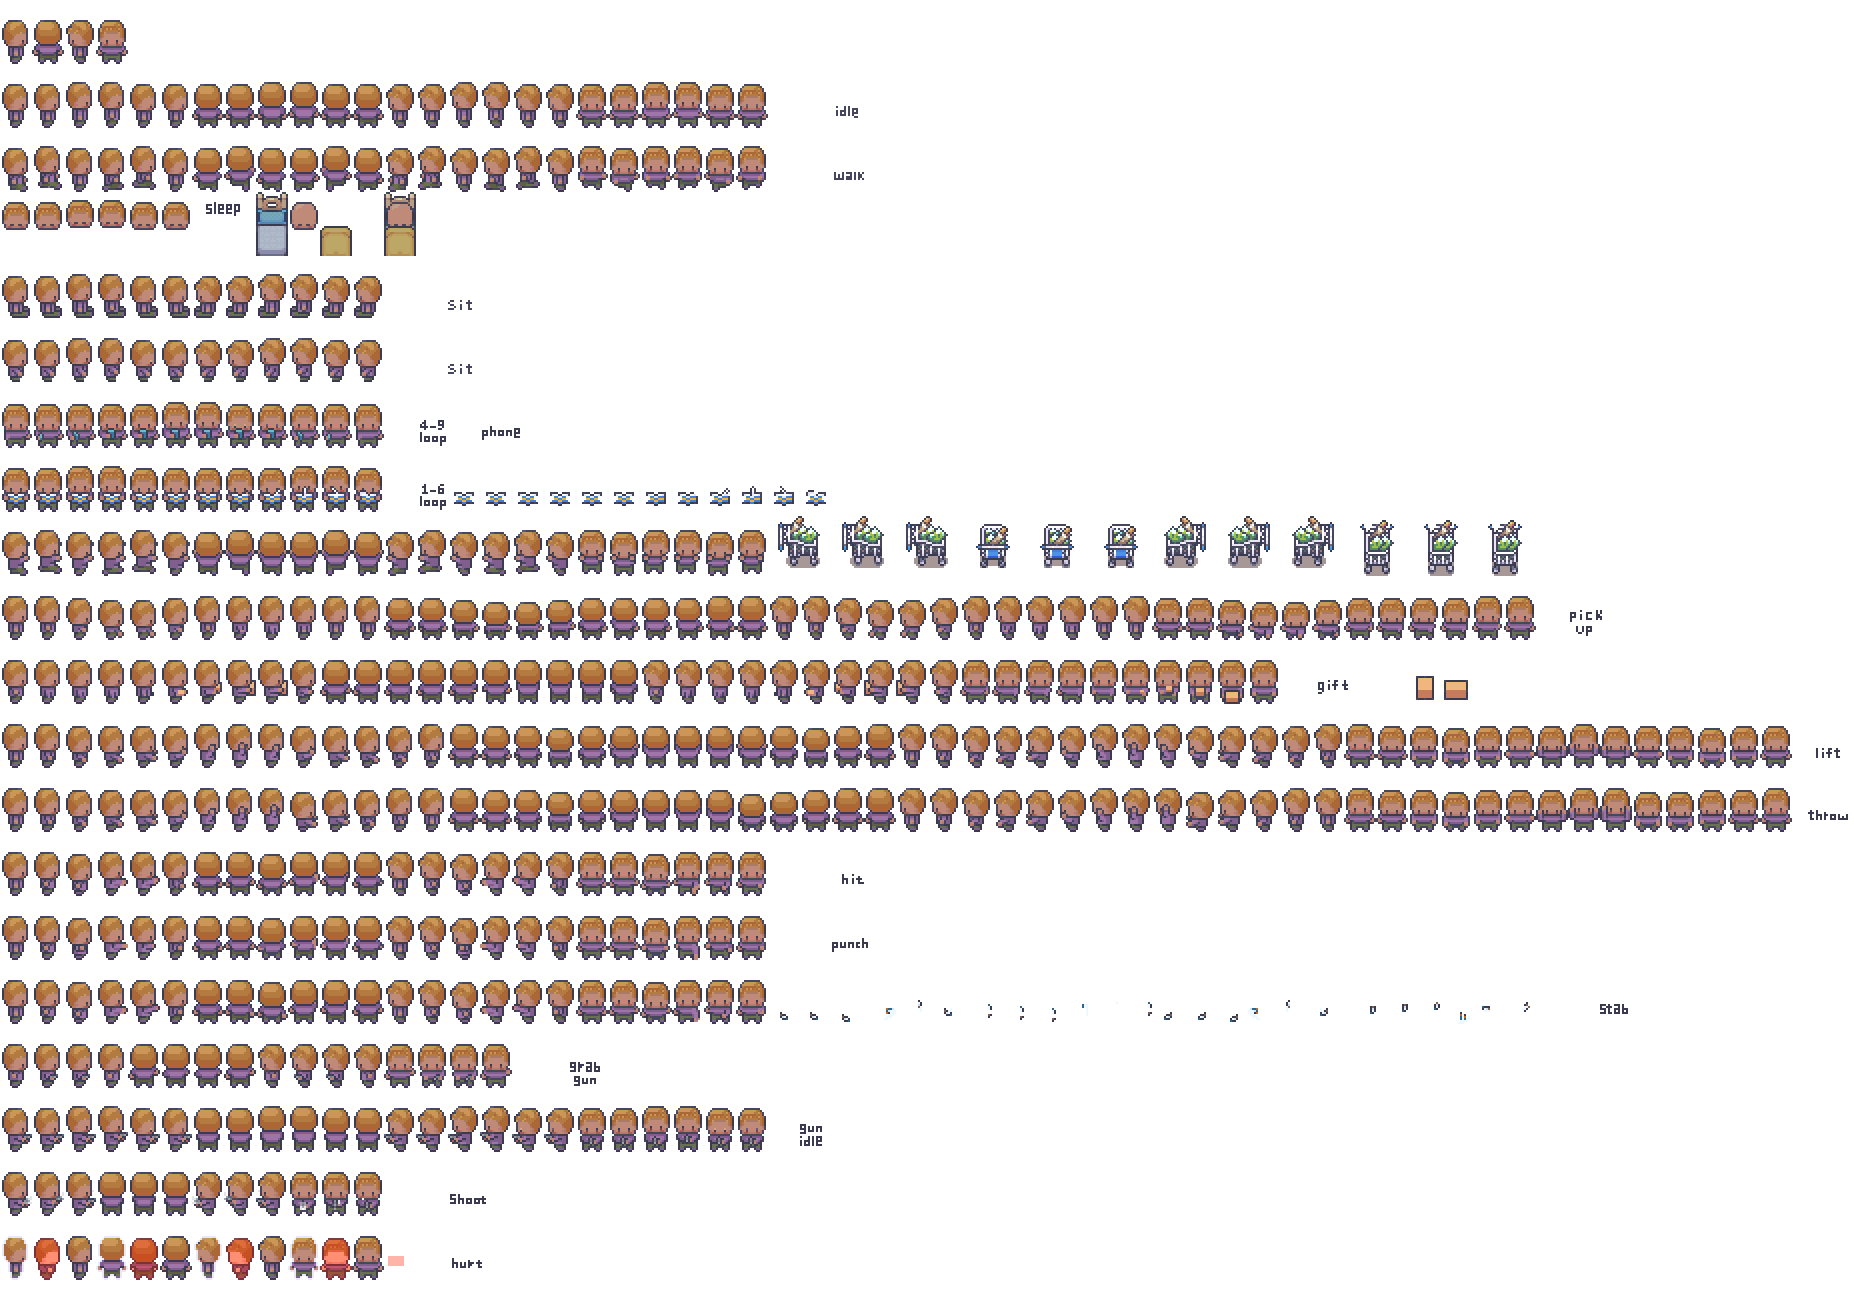 idle
walk
sleep
Sit
Sit
4-9
loop
phone
1-6
loop
pick
up
gift
lift
throw
hit
punch
Stab
grab
gun
gun
idle
Shoot
hurt